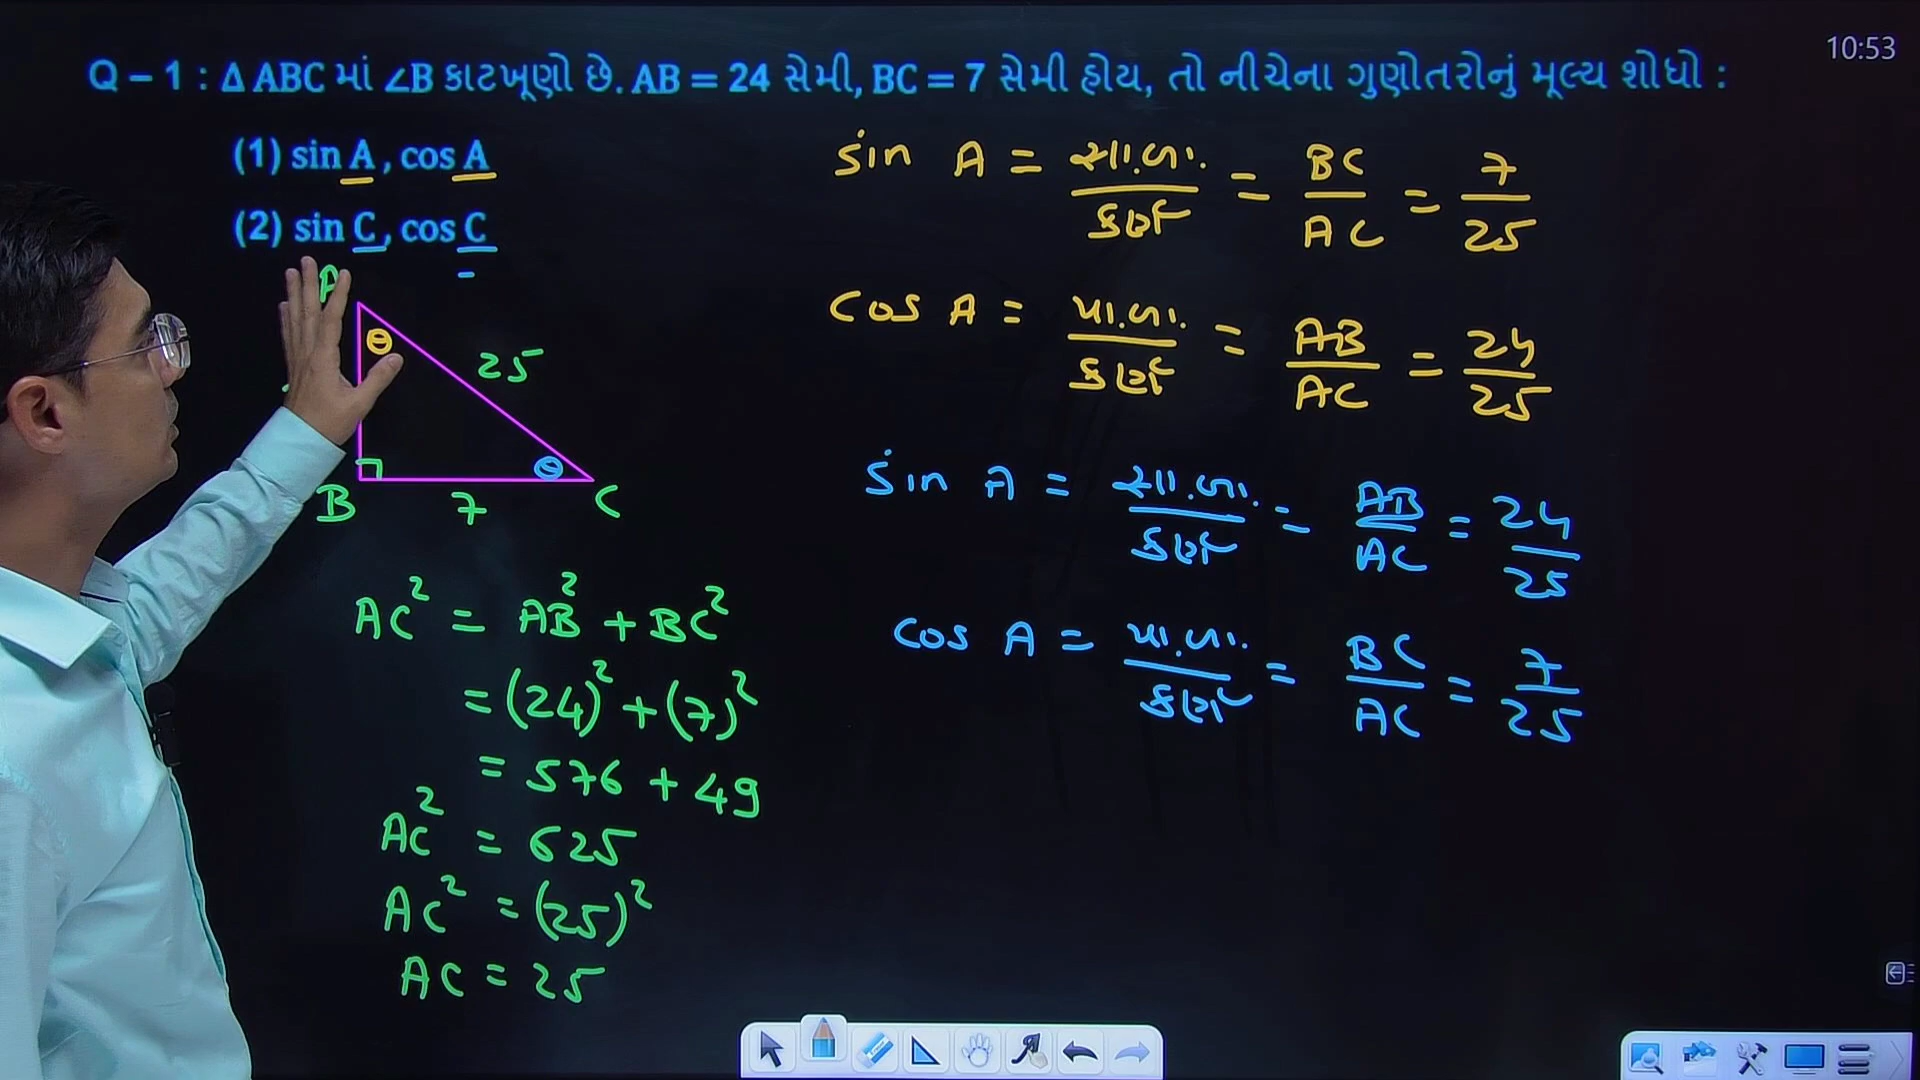 10:53
Q – 1 : Δ ABC માં ∠B કાટખૂણો છે. AB = 24 સેમી, BC = 7 સેમી હોય, તો નીચેના ગુણોતરોનું મૂલ્ય શોધો :
(1) sin A , cos A
(2) sin C, cos C
A
θ
25
θ
B
7
C
AC² = AB² + BC²
= (24)² + (7)²
= 576 + 49
AC² = 625
AC² = (25)²
AC = 25
sin A = સા.બા./કર્ણ = BC/AC = 7/25
cos A = પા.બા./કર્ણ = AB/AC = 24/25
sin A = સા.બા./કર્ણ = AB/AC = 24/25
cos A = પા.બા./કર્ણ = BC/AC = 7/25